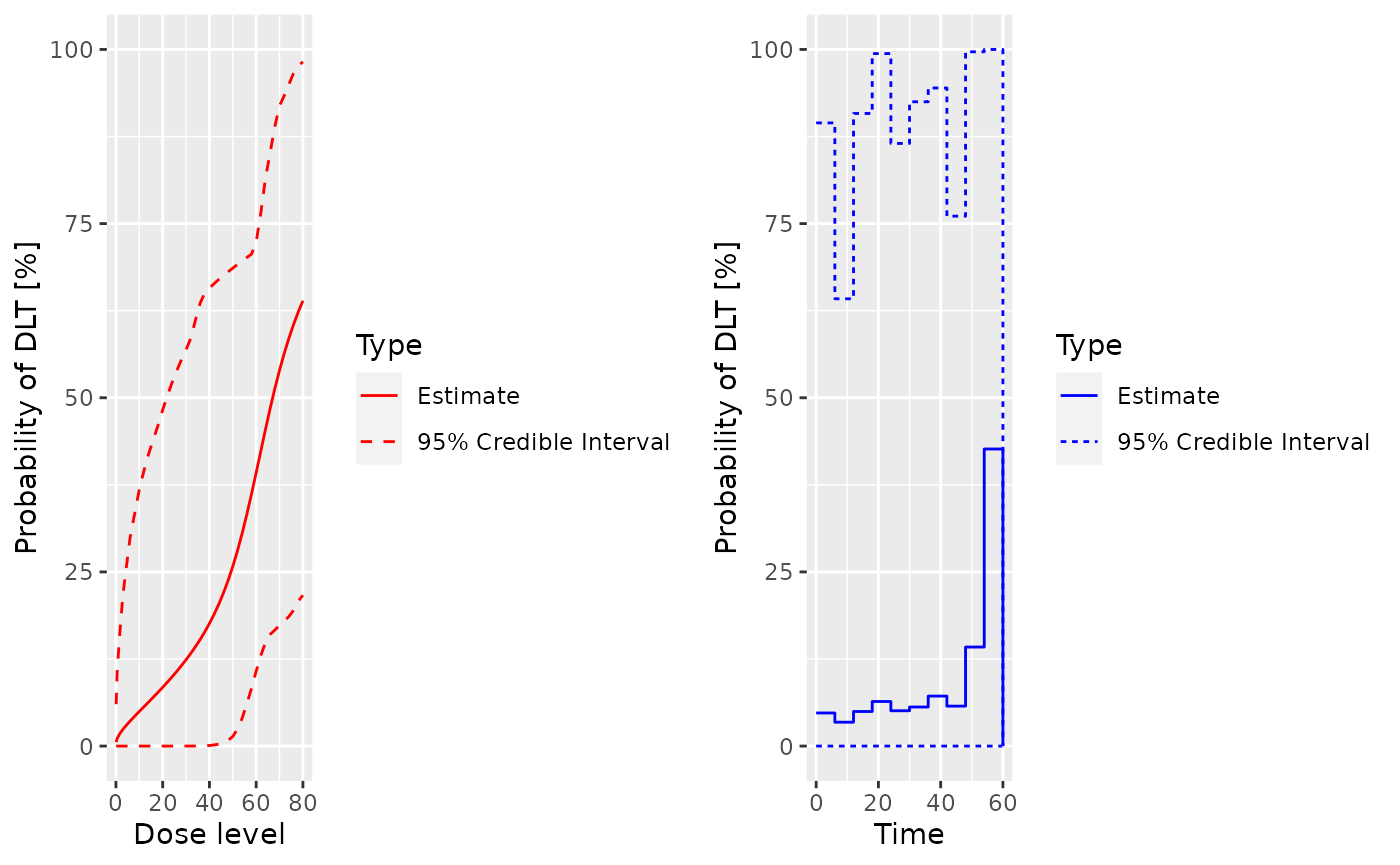 Probability of DLT [%]
100
75
50
25
0
0 20 40 60 80
Dose level
Type
Estimate
95% Credible Interval
Probability of DLT [%]
100
75
50
25
0
0 20 40 60
Time
Type
Estimate
95% Credible Interval